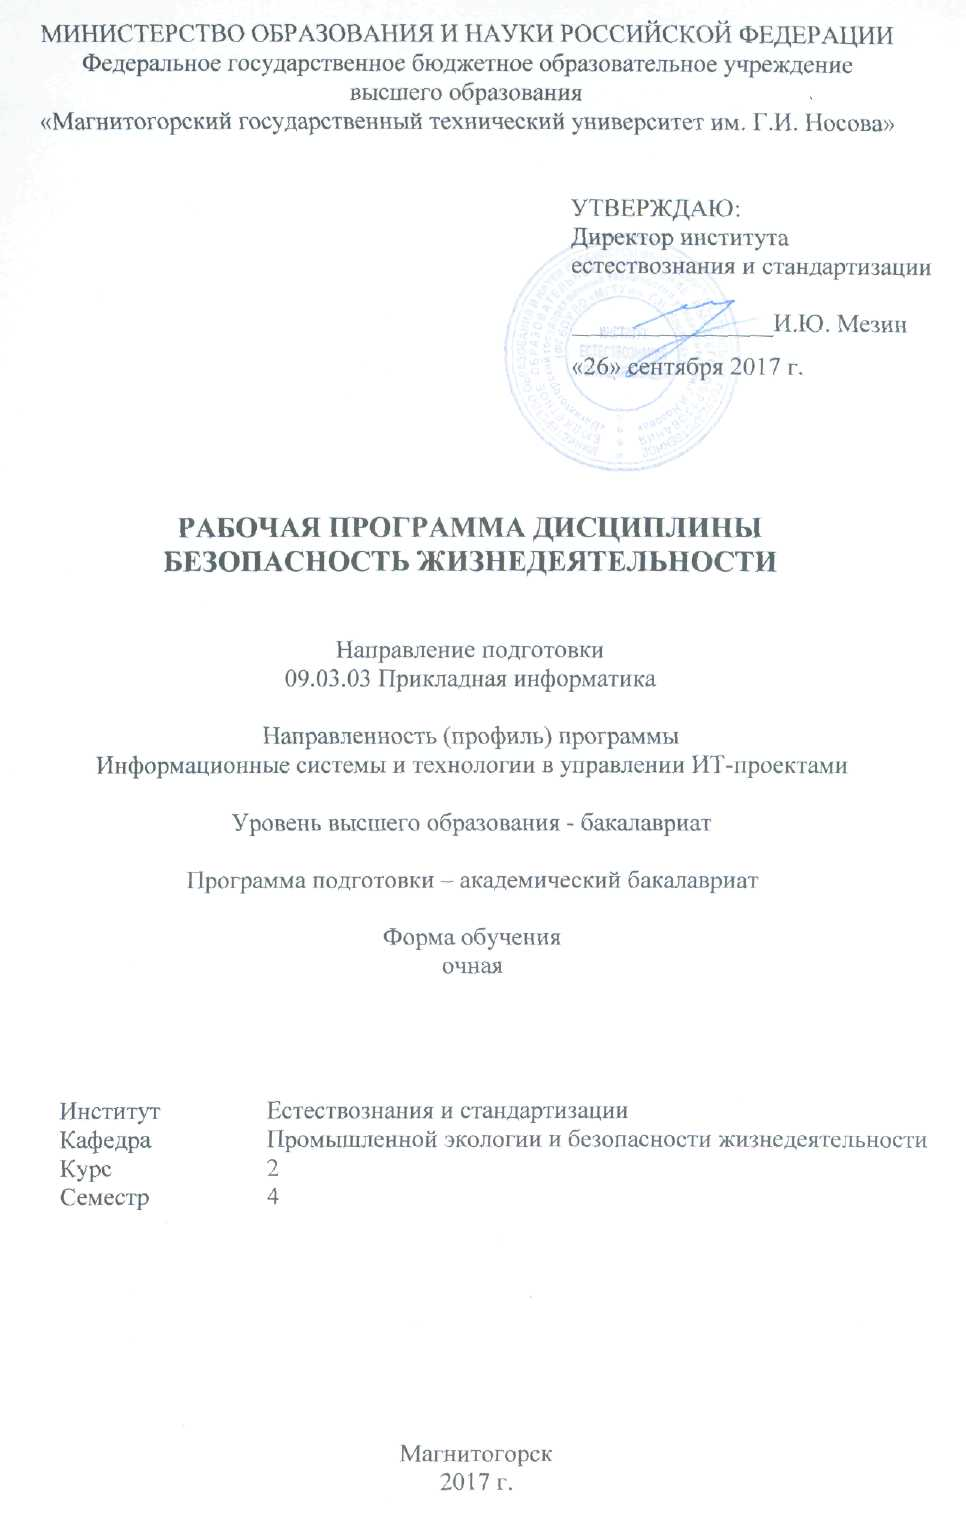 МИНИСТЕРСТВО ОБРАЗОВАНИЯ И НАУКИ РОССИЙСКОЙ ФЕДЕРАЦИИ
Федеральное государственное бюджетное образовательное учреждение
высшего образования
«Магнитогорский государственный технический университет им. Г.И. Носова»
УТВЕРЖДАЮ:
Директор института
естествознания и стандартизации
И.Ю. Мезин
«26» сентября 2017 г.
РАБОЧАЯ ПРОГРАММА ДИСЦИПЛИНЫ
БЕЗОПАСНОСТЬ ЖИЗНЕДЕЯТЕЛЬНОСТИ
Направление подготовки
09.03.03 Прикладная информатика
Направленность (профиль) программы
Информационные системы и технологии в управлении ИТ-проектами
Уровень высшего образования - бакалавриат
Программа подготовки – академический бакалавриат
Форма обучения
очная
Институт Естествознания и стандартизации
Кафедра Промышленной экологии и безопасности жизнедеятельности
Курс 2
Семестр 4
Магнитогорск
2017 г.